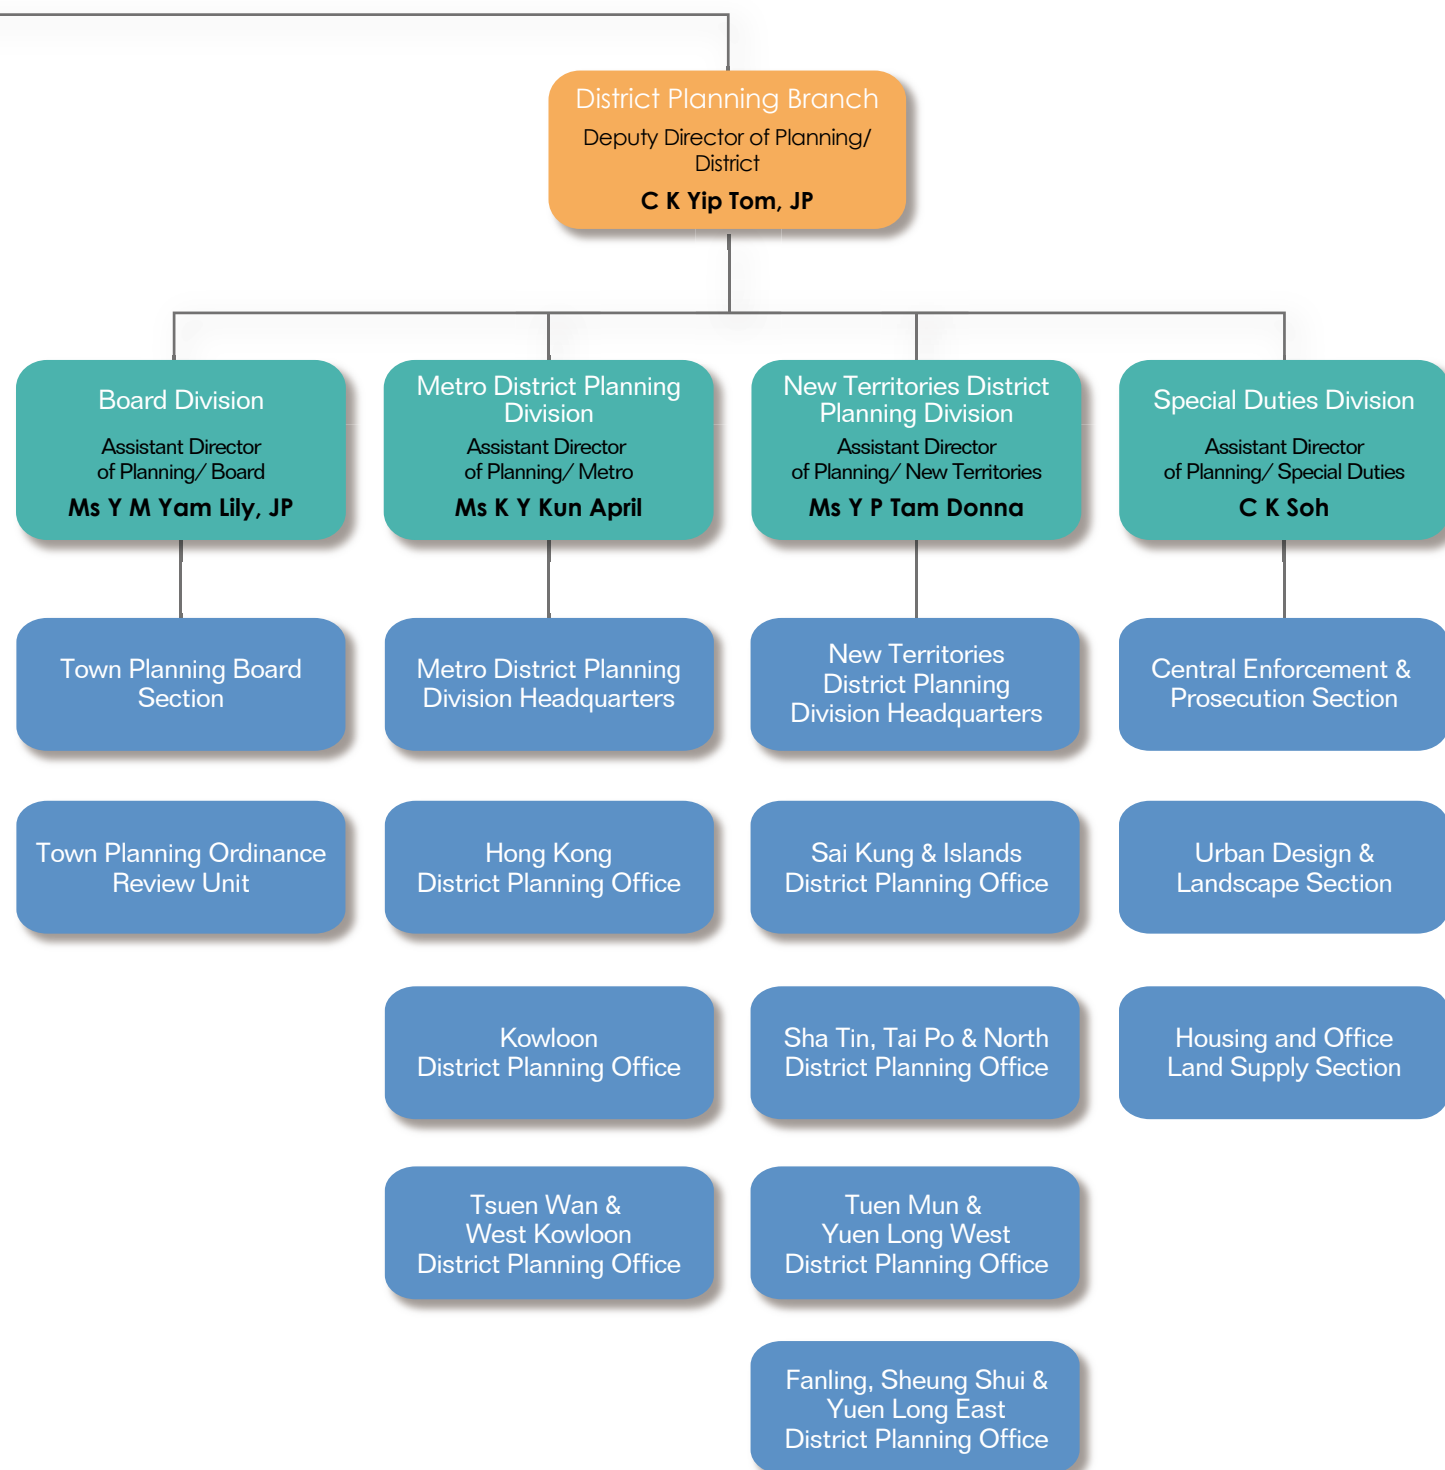 District Planning Branch
Deputy Director of Planning/
District
C K Yip Tom, JP
Board Division
Assistant Director
of Planning/ Board
Ms Y M Yam Lily, JP
Metro District Planning
Division
Assistant Director
of Planning/ Metro
Ms K Y Kun April
New Territories District
Planning Division
Assistant Director
of Planning/ New Territories
Ms Y P Tam Donna
Special Duties Division
Assistant Director
of Planning/ Special Duties
C K Soh
Town Planning Board
Section
Metro District Planning
Division Headquarters
New Territories
District Planning
Division Headquarters
Central Enforcement &
Prosecution Section
Town Planning Ordinance
Review Unit
Hong Kong
District Planning Office
Sai Kung & Islands
District Planning Office
Urban Design &
Landscape Section
Kowloon
District Planning Office
Sha Tin, Tai Po & North
District Planning Office
Housing and Office
Land Supply Section
Tsuen Wan &
West Kowloon
District Planning Office
Tuen Mun &
Yuen Long West
District Planning Office
Fanling, Sheung Shui &
Yuen Long East
District Planning Office